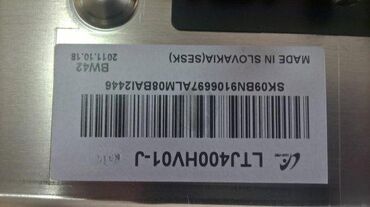 LTJ400HV01-J
SK09BN9106697ALM08BAI2446
MADE IN SLOVAKIA(SESK)
BW42
2011.10.18